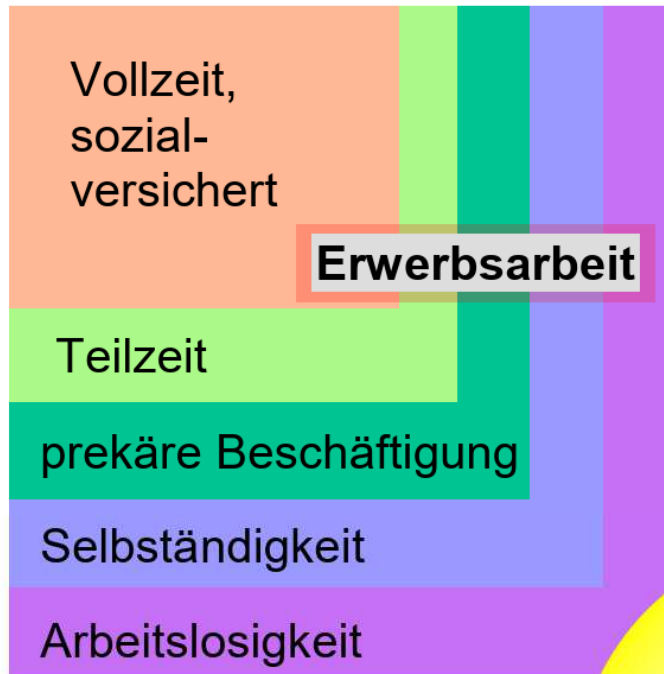 Vollzeit,
sozial-
versichert
Erwerbsarbeit
Teilzeit
prekäre Beschäftigung
Selbständigkeit
Arbeitslosigkeit